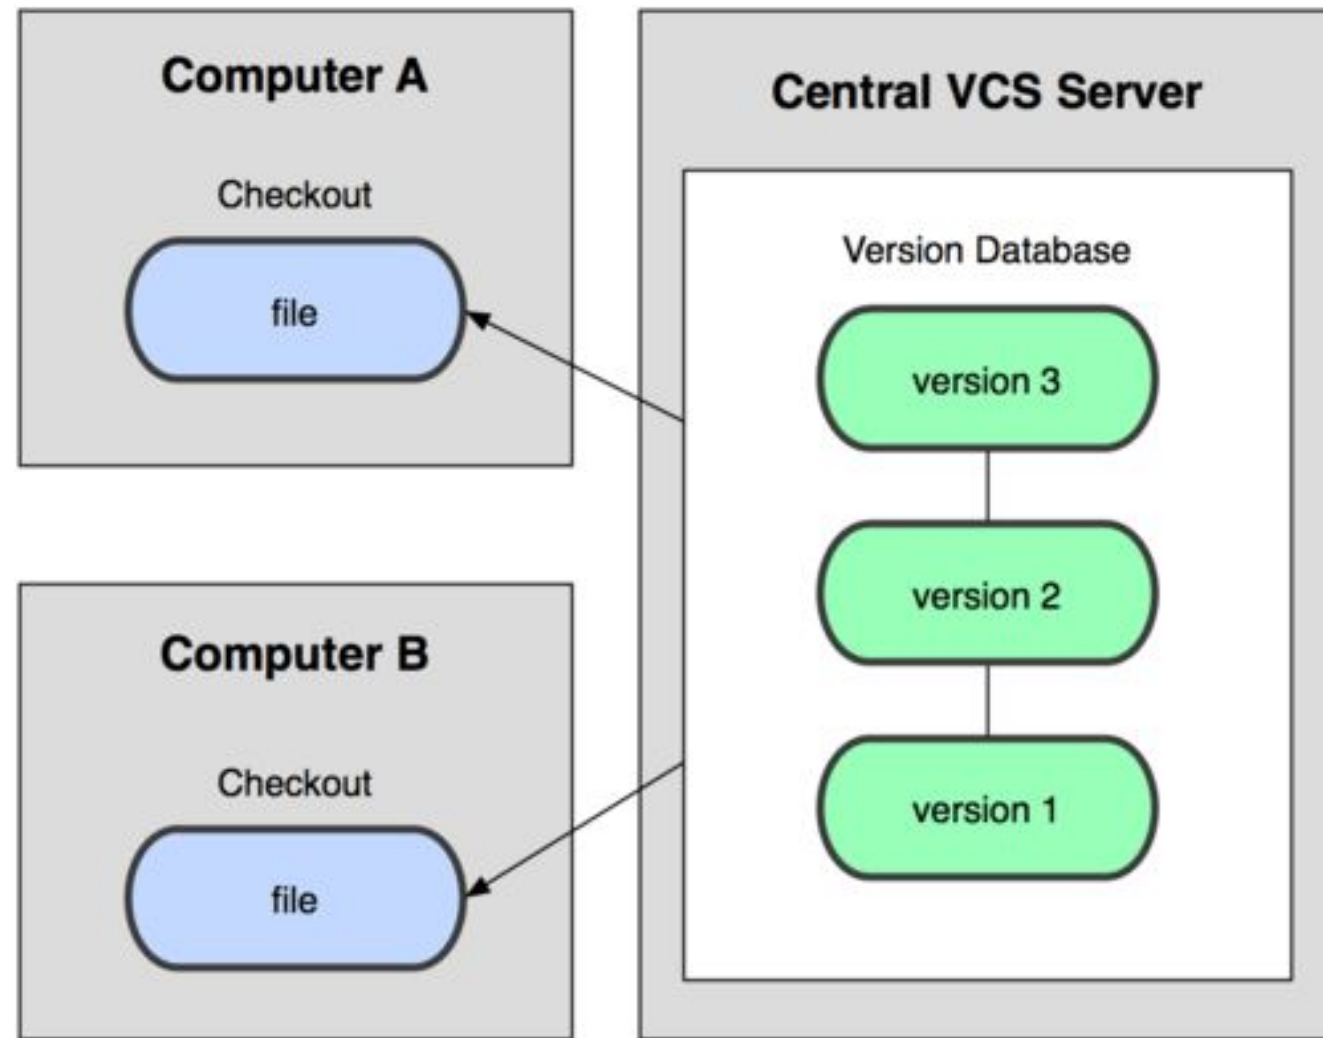 Computer A
Checkout
file
Computer B
Checkout
file
Central VCS Server
Version Database
version 3
version 2
version 1